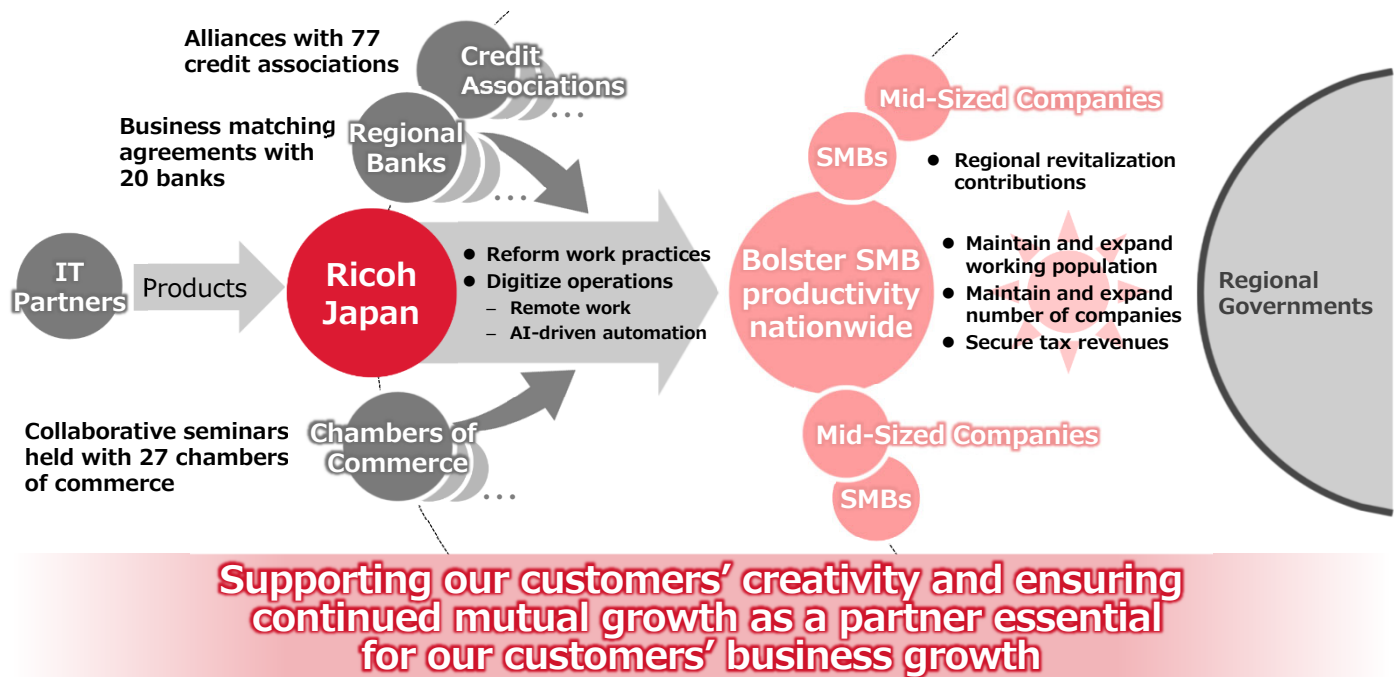 Alliances with 77
credit associations
Credit
Associations
...
Business matching
agreements with
20 banks
Regional
Banks
...
IT
Partners
Products
Ricoh
Japan
● Reform work practices
● Digitize operations
– Remote work
– AI-driven automation
Collaborative seminars
held with 27 chambers
of commerce
Chambers of
Commerce
...
Mid-Sized Companies
SMBs
Bolster SMB
productivity
nationwide
Mid-Sized Companies
SMBs
● Regional revitalization
contributions
● Maintain and expand
working population
● Maintain and expand
number of companies
● Secure tax revenues
Regional
Governments
Supporting our customers’ creativity and ensuring
continued mutual growth as a partner essential
for our customers’ business growth